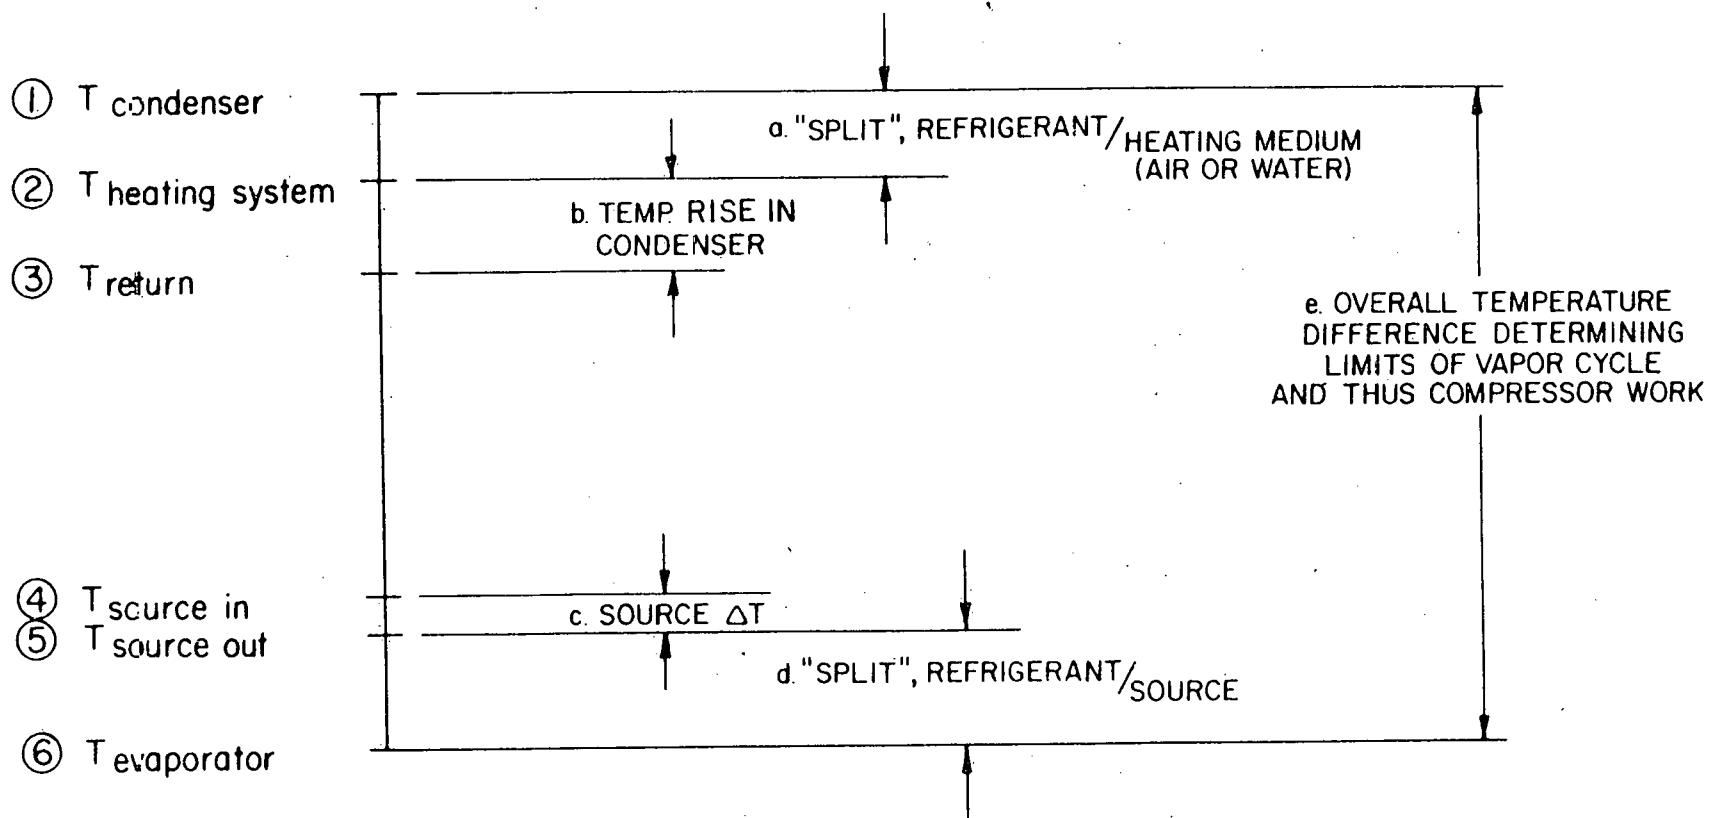 ① T condenser
a. "SPLIT", REFRIGERANT/HEATING MEDIUM
(AIR OR WATER)
② T heating system
b. TEMP. RISE IN
CONDENSER
③ T return
e. OVERALL TEMPERATURE
DIFFERENCE DETERMINING
LIMITS OF VAPOR CYCLE
AND THUS COMPRESSOR WORK
④ T source in
c. SOURCE ΔT
⑤ T source out
d. "SPLIT", REFRIGERANT/SOURCE
⑥ T evaporator